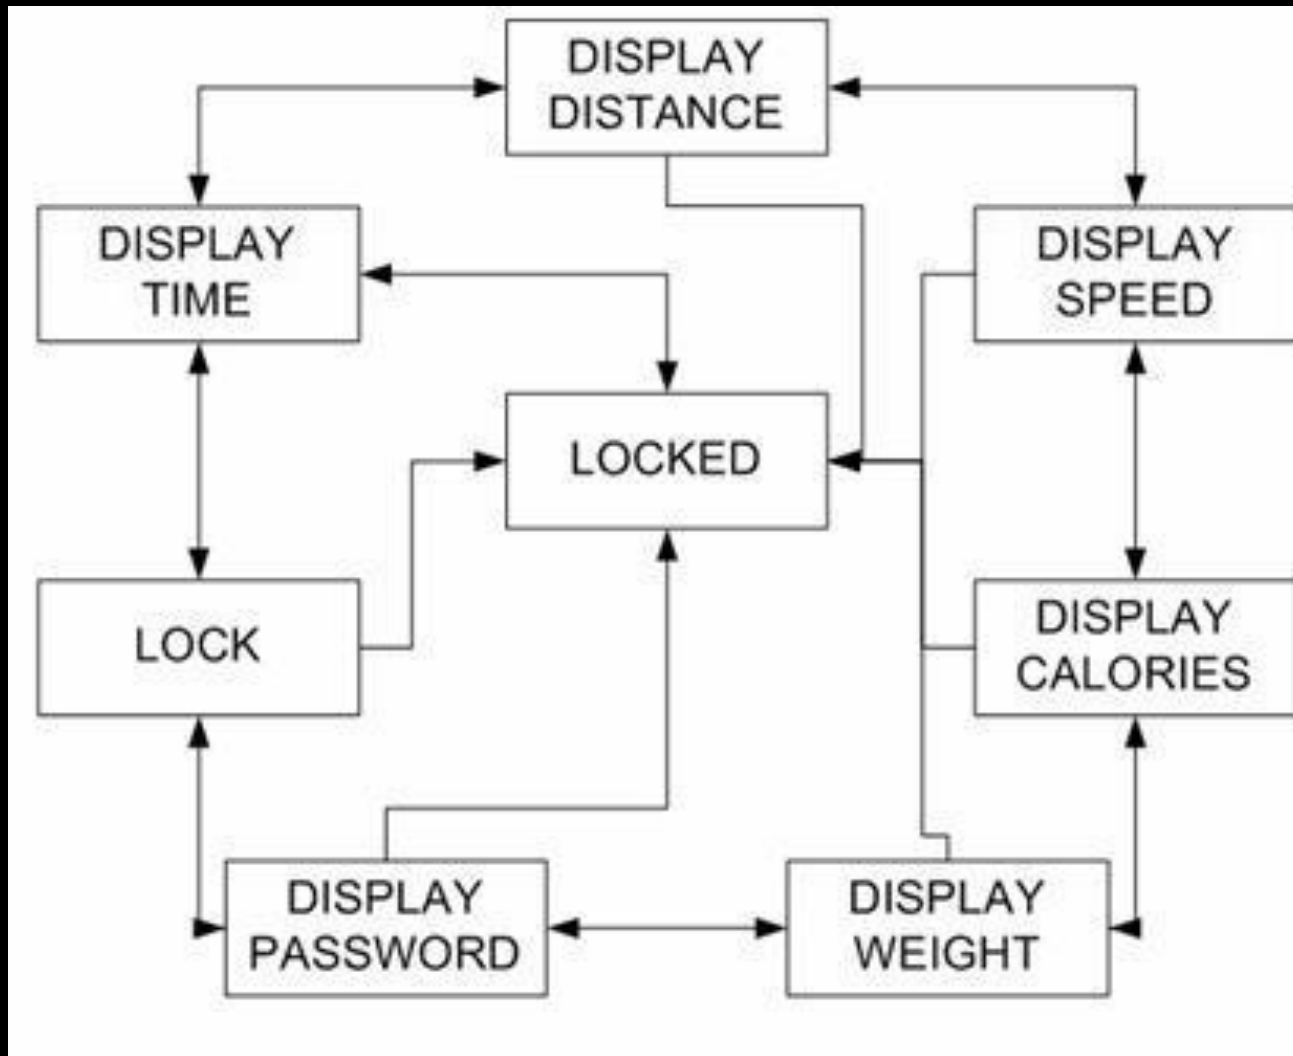 DISPLAY
DISTANCE
DISPLAY
TIME
DISPLAY
SPEED
LOCKED
LOCK
DISPLAY
CALORIES
DISPLAY
PASSWORD
DISPLAY
WEIGHT